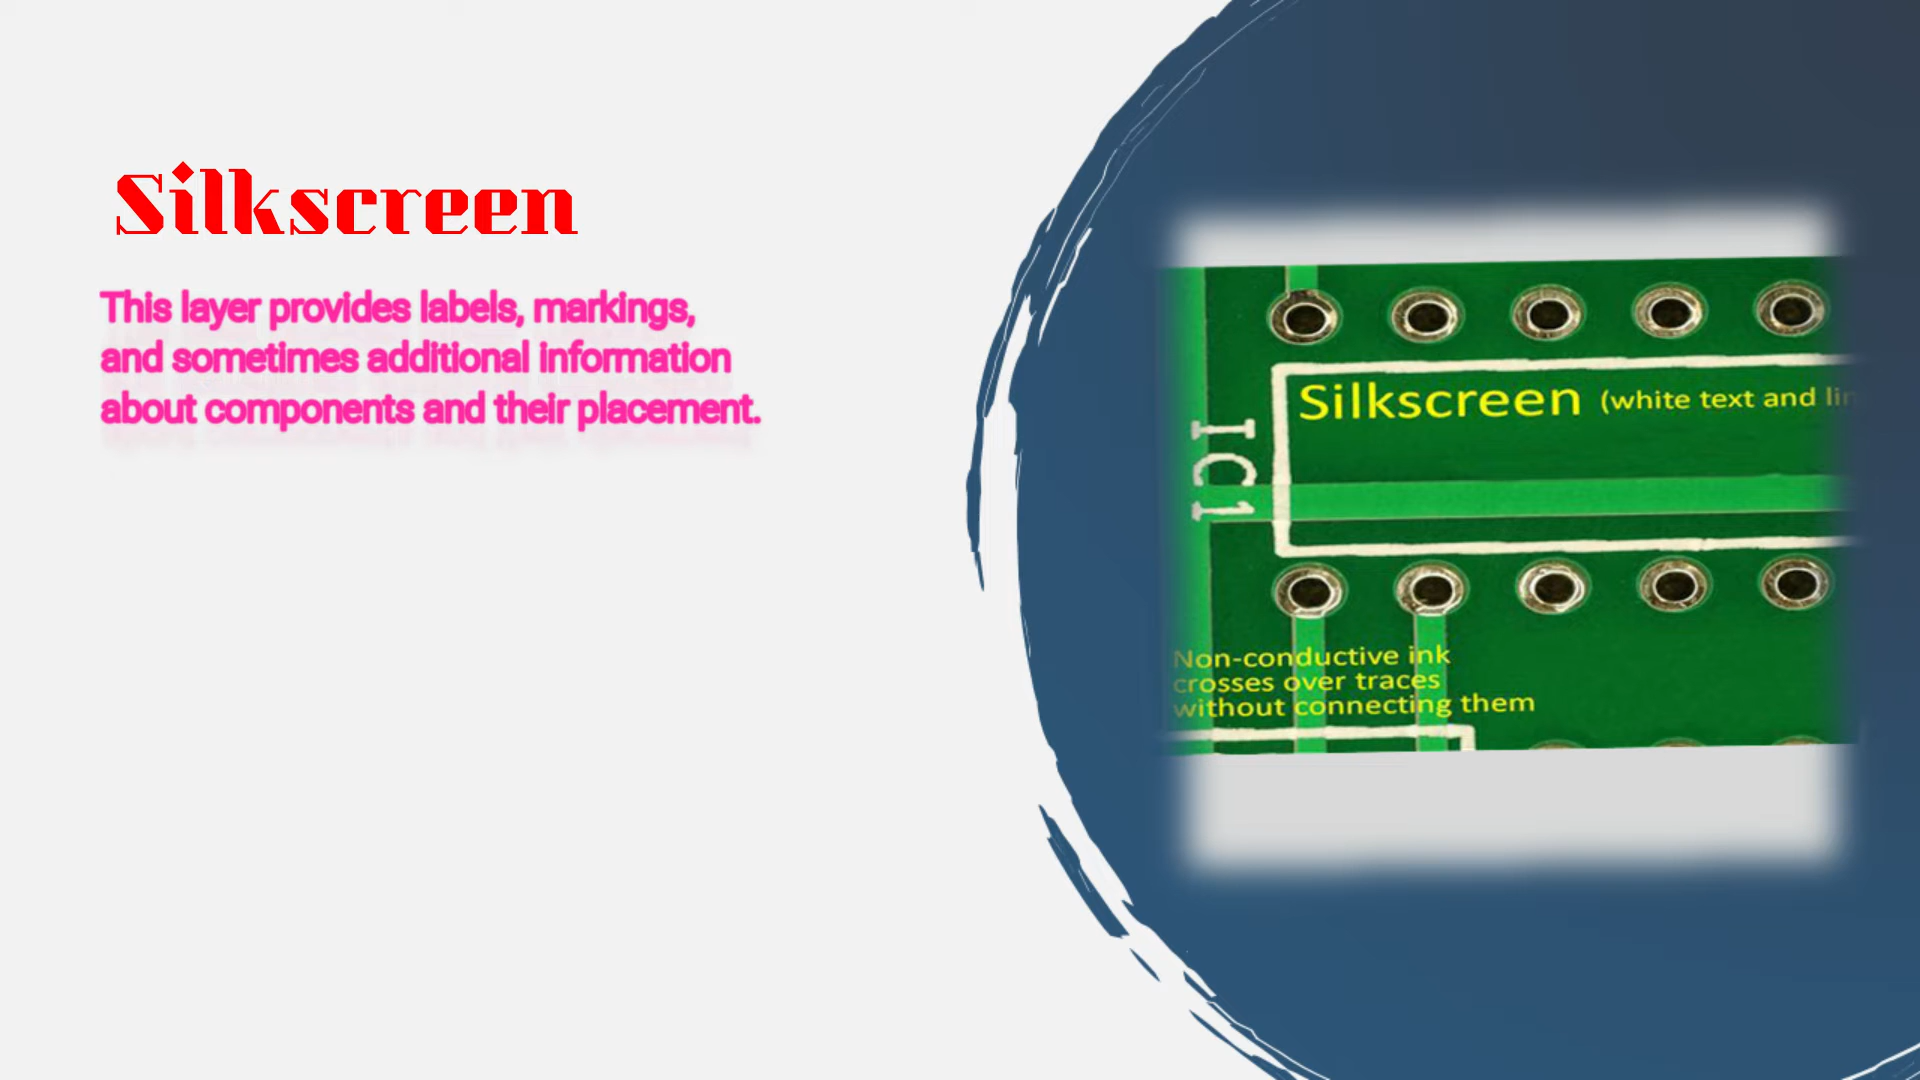 Silkscreen
This layer provides labels, markings,
and sometimes additional information
about components and their placement.
Silkscreen (white text and
IC1
Non-conductive ink
crosses over traces
without connecting them